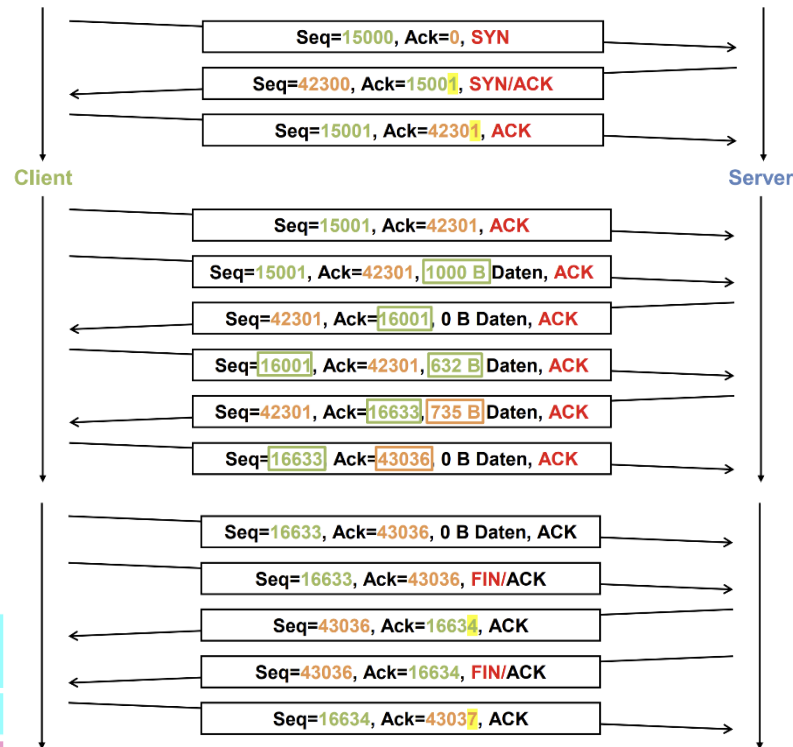 Seq=15000, Ack=0, SYN
Seq=42300, Ack=15001, SYN/ACK
Seq=15001, Ack=42301, ACK
Client
Server
Seq=15001, Ack=42301, ACK
Seq=15001, Ack=42301, 1000 B Daten, ACK
Seq=42301, Ack=16001, 0 B Daten, ACK
Seq=16001, Ack=42301, 632 B Daten, ACK
Seq=42301, Ack=16633, 735 B Daten, ACK
Seq=16633 Ack=43036, 0 B Daten, ACK
Seq=16633, Ack=43036, 0 B Daten, ACK
Seq=16633, Ack=43036, FIN/ACK
Seq=43036, Ack=16634, ACK
Seq=43036, Ack=16634, FIN/ACK
Seq=16634, Ack=43037, ACK